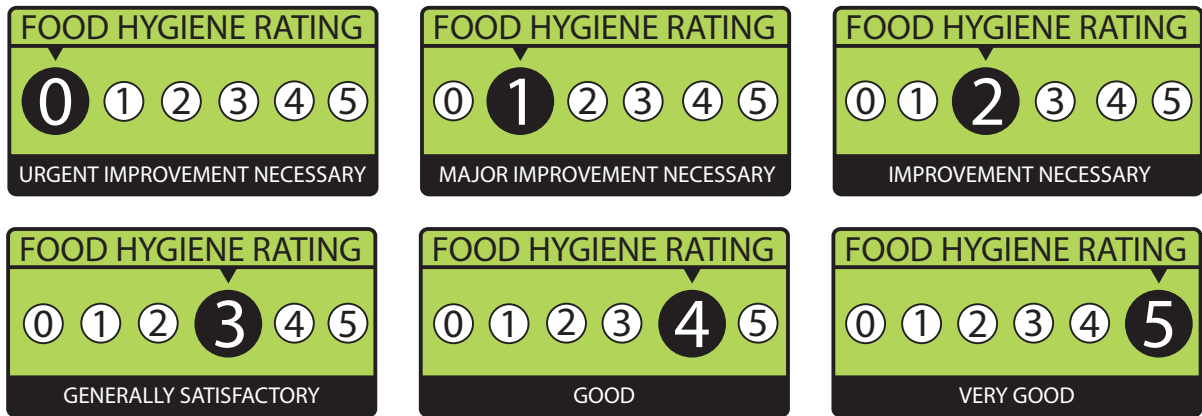 FOOD HYGIENE RATING
0 1 2 3 4 5
URGENT IMPROVEMENT NECESSARY
FOOD HYGIENE RATING
0 1 2 3 4 5
MAJOR IMPROVEMENT NECESSARY
FOOD HYGIENE RATING
0 1 2 3 4 5
IMPROVEMENT NECESSARY
FOOD HYGIENE RATING
0 1 2 3 4 5
GENERALLY SATISFACTORY
FOOD HYGIENE RATING
0 1 2 3 4 5
GOOD
FOOD HYGIENE RATING
0 1 2 3 4 5
VERY GOOD